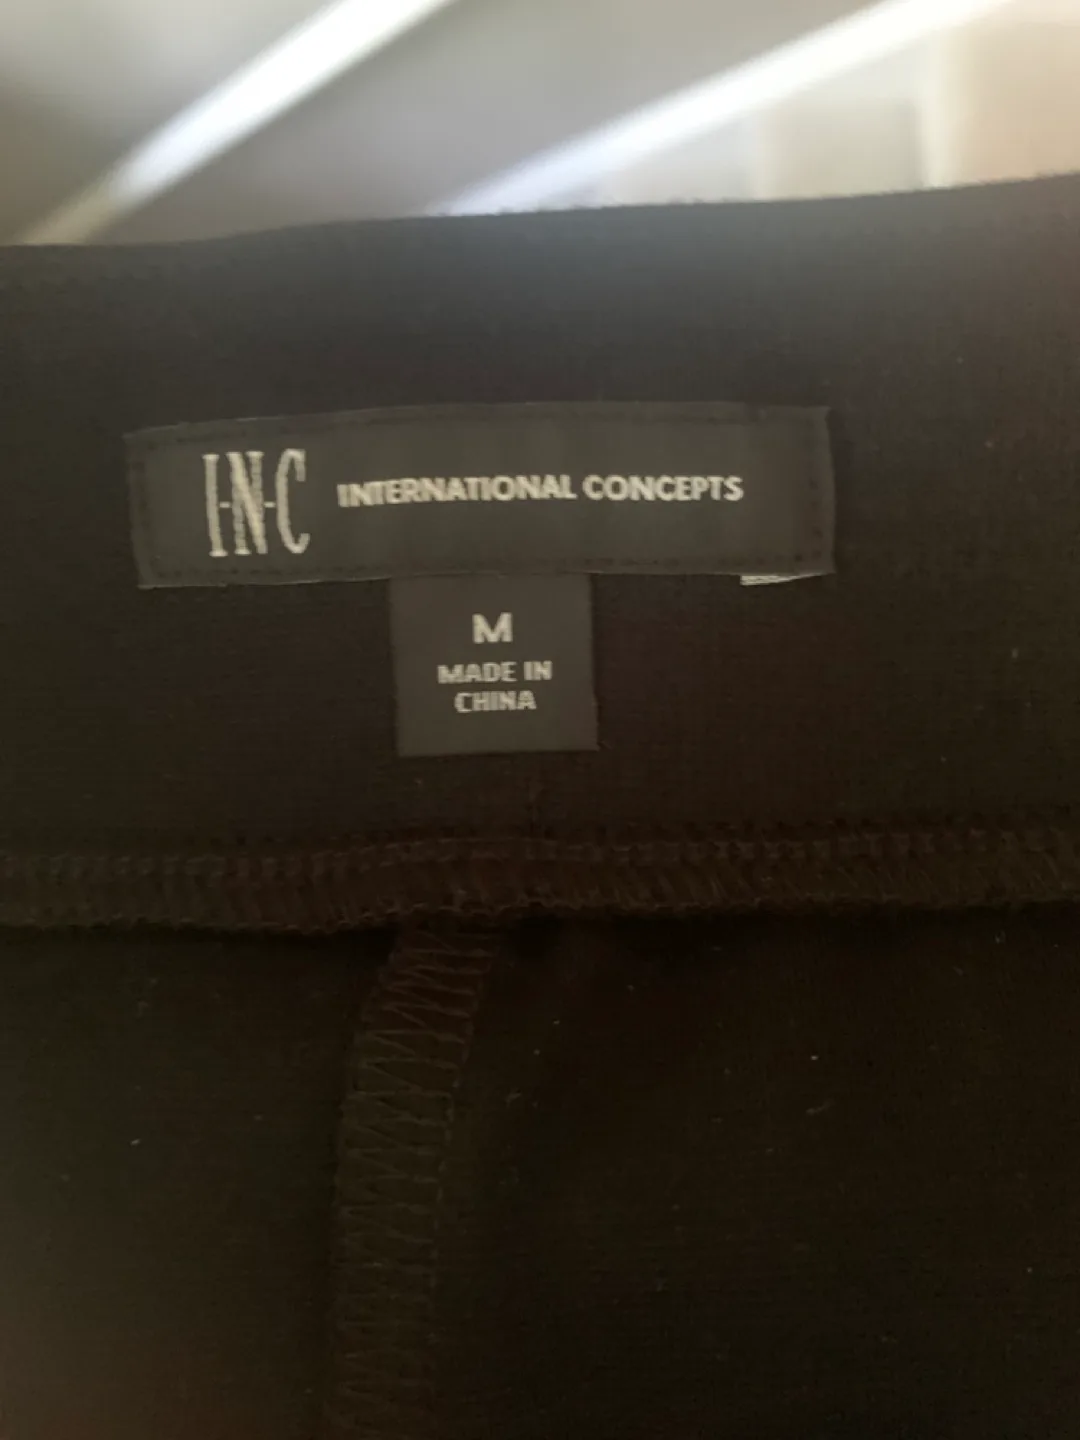 I-N-C INTERNATIONAL CONCEPTS
M
MADE IN
CHINA